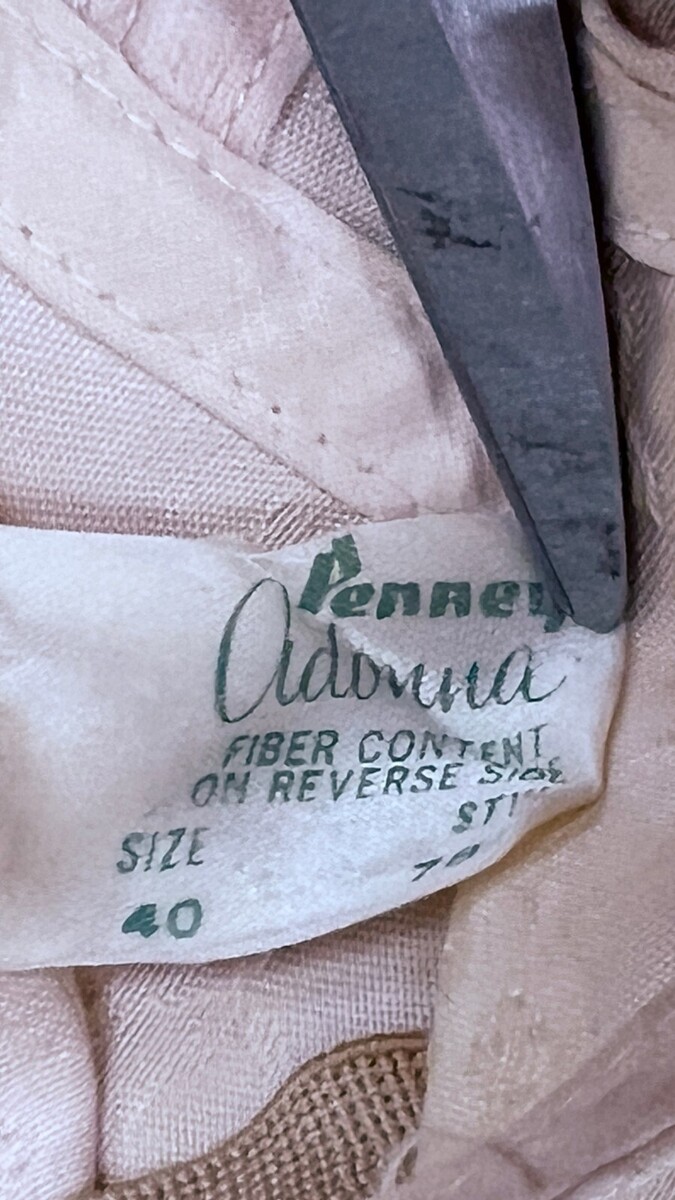 Penney
Adonna
FIBER CONTENT
ON REVERSE SIDE
SIZE
40